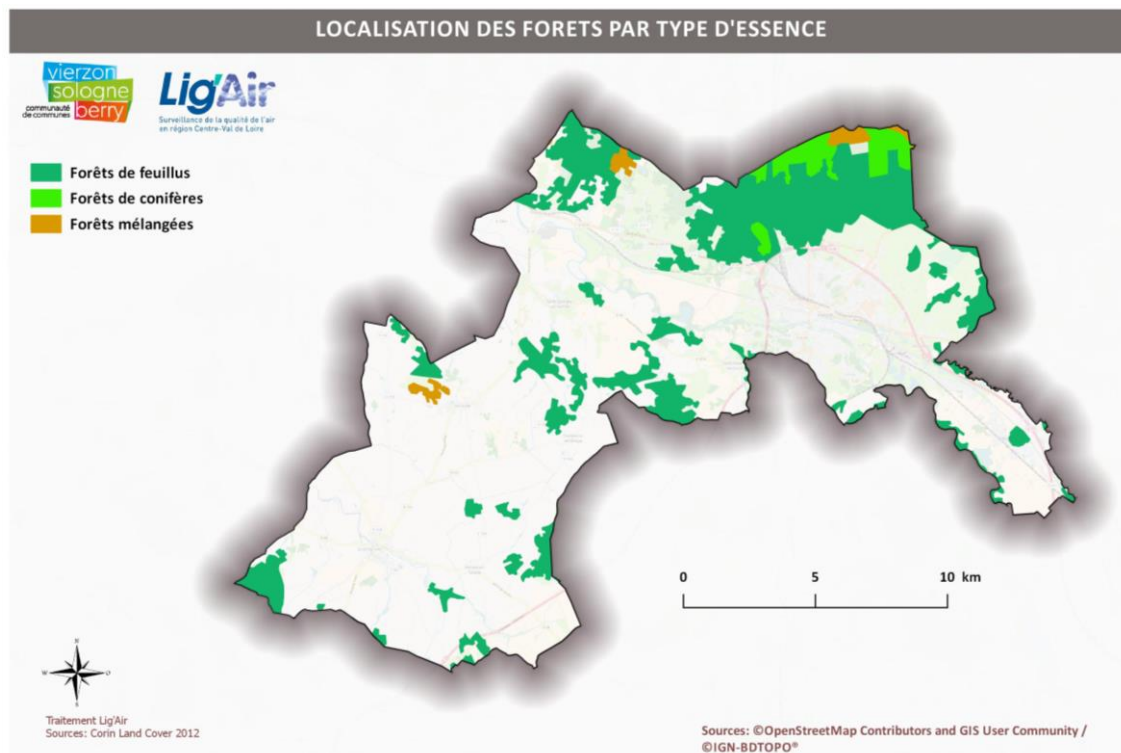 LOCALISATION DES FORETS PAR TYPE D'ESSENCE
vierzon
sologne
berry
communauté
de communes
Lig'Air
Surveillance de la qualité de l'air
en région Centre-Val de Loire
Forêts de feuillus
Forêts de conifères
Forêts mélangées
0 5 10 km
N
W O
S
Traitement Lig'Air
Sources: Corin Land Cover 2012
Sources: ©OpenStreetMap Contributors and GIS User Community /
©IGN-BDTOPO®